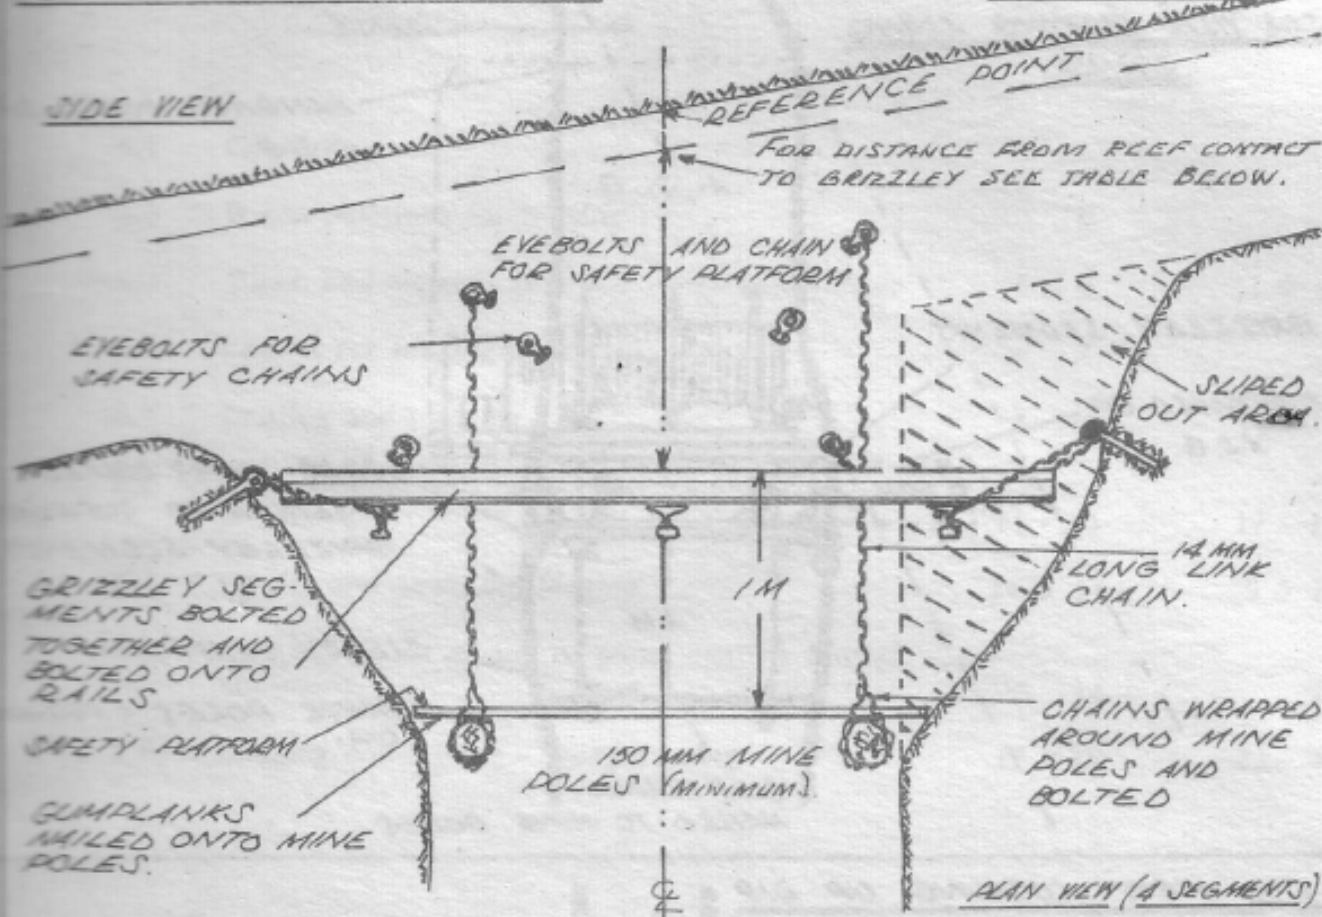 SIDE VIEW
REFERENCE POINT
FOR DISTANCE FROM REEF CONTACT
TO GRIZZLEY SEE TABLE BELOW.
EYEBOLTS AND CHAIN
FOR SAFETY PLATFORM
EYEBOLTS FOR
SAFETY CHAINS
SLIPED
OUT AREA.
GRIZZLEY SEG-
MENTS BOLTED
TOGETHER AND
BOLTED ONTO
RAILS
1M
14 MM
LONG LINK
CHAIN.
SAFETY PLATFORM
150 MM MINE
POLES (MINIMUM).
CHAINS WRAPPED
AROUND MINE
POLES AND
BOLTED
GUMPLANKS
NAILED ONTO MINE
POLES.
℄
PLAN VIEW (4 SEGMENTS)